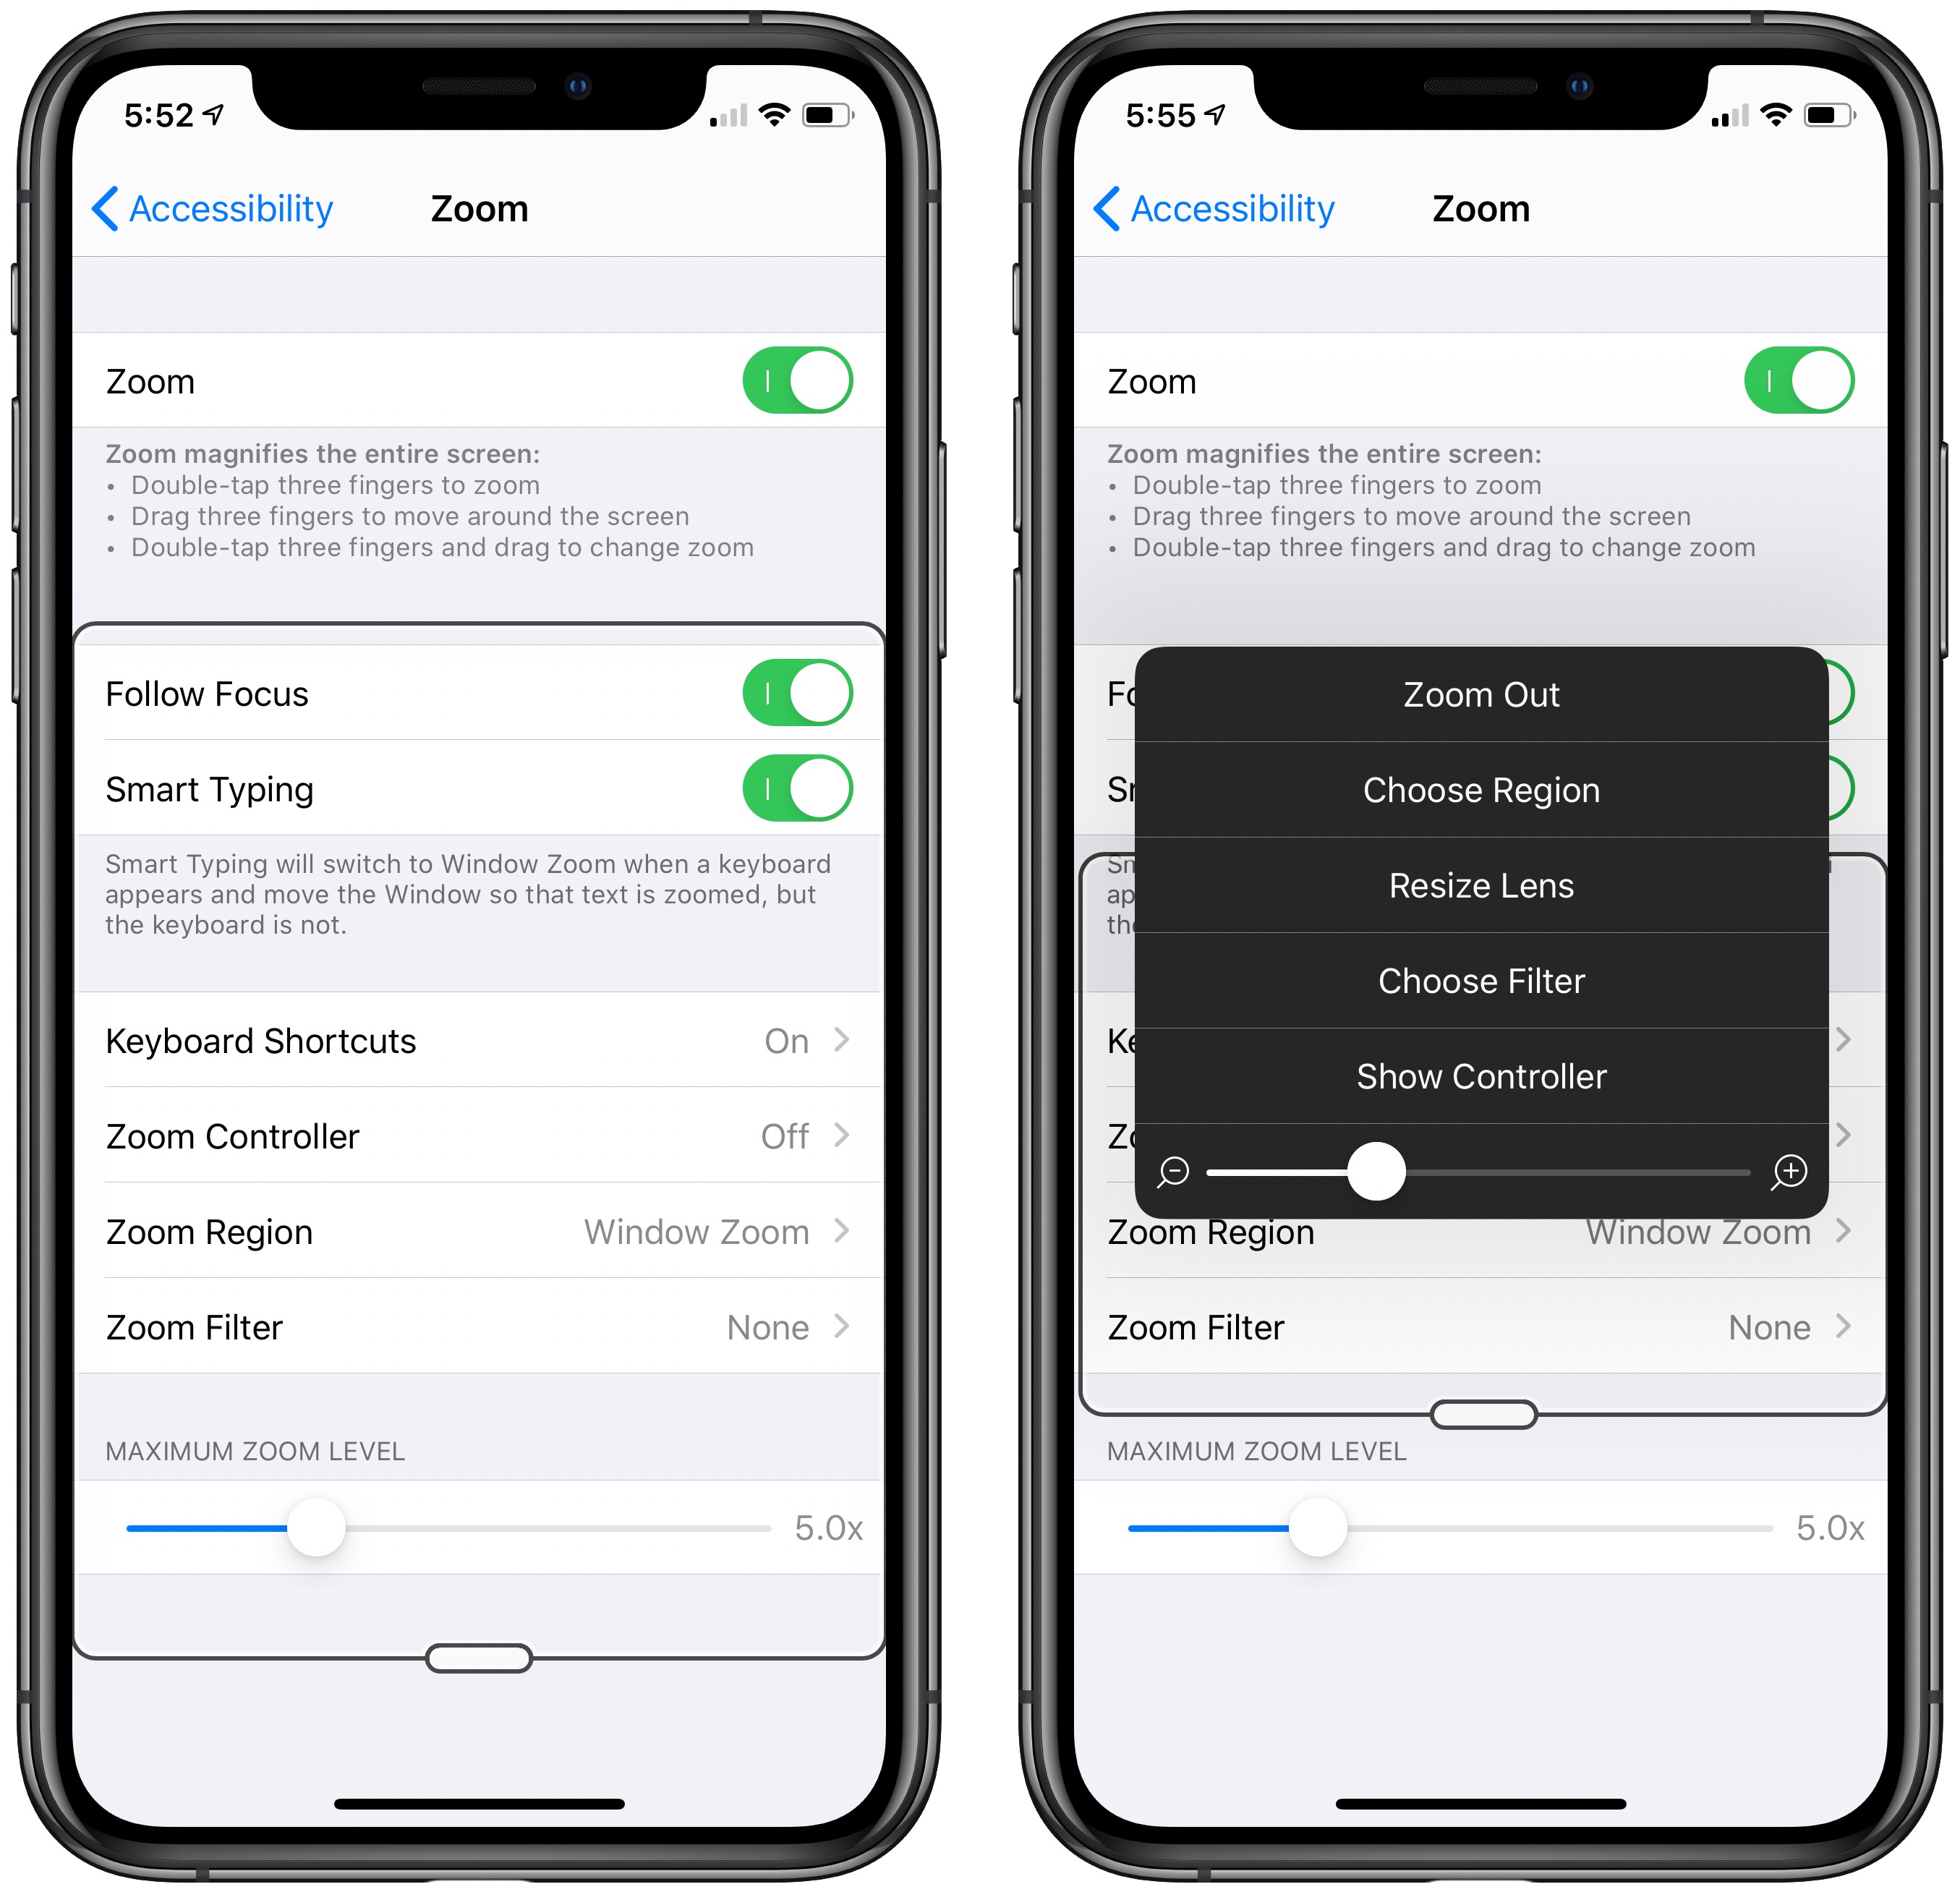 5:52
Accessibility
Zoom
Zoom
Zoom magnifies the entire screen:
• Double-tap three fingers to zoom
• Drag three fingers to move around the screen
• Double-tap three fingers and drag to change zoom
Follow Focus
Smart Typing
Smart Typing will switch to Window Zoom when a keyboard
appears and move the Window so that text is zoomed, but
the keyboard is not.
Keyboard Shortcuts On
Zoom Controller Off
Zoom Region Window Zoom
Zoom Filter None
MAXIMUM ZOOM LEVEL
5.0x
5:55
Accessibility
Zoom
Zoom
Zoom magnifies the entire screen:
• Double-tap three fingers to zoom
• Drag three fingers to move around the screen
• Double-tap three fingers and drag to change zoom
Zoom Out
Choose Region
Resize Lens
Choose Filter
Show Controller
Zoom Region Window Zoom
Zoom Filter None
MAXIMUM ZOOM LEVEL
5.0x